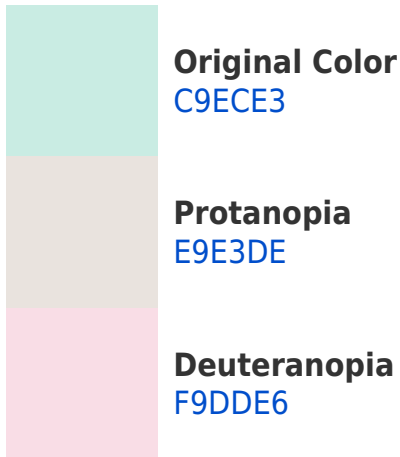 Original Color
C9ECE3
Protanopia
E9E3DE
Deuteranopia
F9DDE6